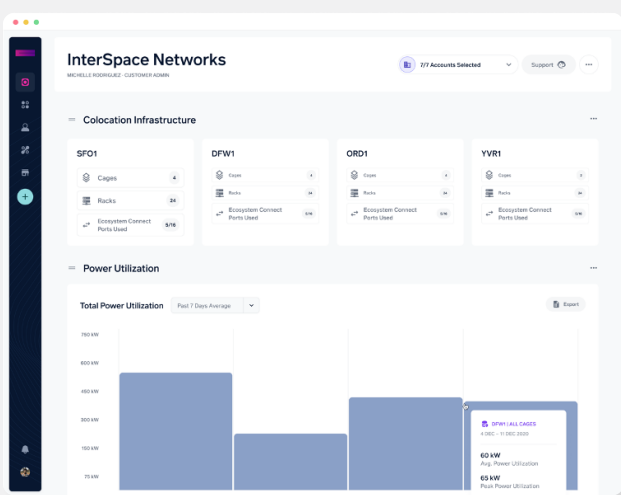 InterSpace Networks
MICHELLE RODRIGUEZ · CUSTOMER ADMIN
7/7 Accounts Selected
Support
Colocation Infrastructure
SFO1
Cages
4
Racks
24
Ecosystem Connect
Ports Used
9/16
DFW1
Cages
Racks
24
Ecosystem Connect
Ports Used
ORD1
Cages
Racks
24
Ecosystem Connect
Ports Used
YVR1
Cages
Racks
24
Ecosystem Connect
Ports Used
Power Utilization
Total Power Utilization
Past 7 Days Average
Export
750 kW
600 kW
450 kW
300 kW
150 kW
75 kW
DFW1 | ALL CAGES
4 DEC – 11 DEC 2020
60 kW
Avg. Power Utilization
65 kW
Peak Power Utilization